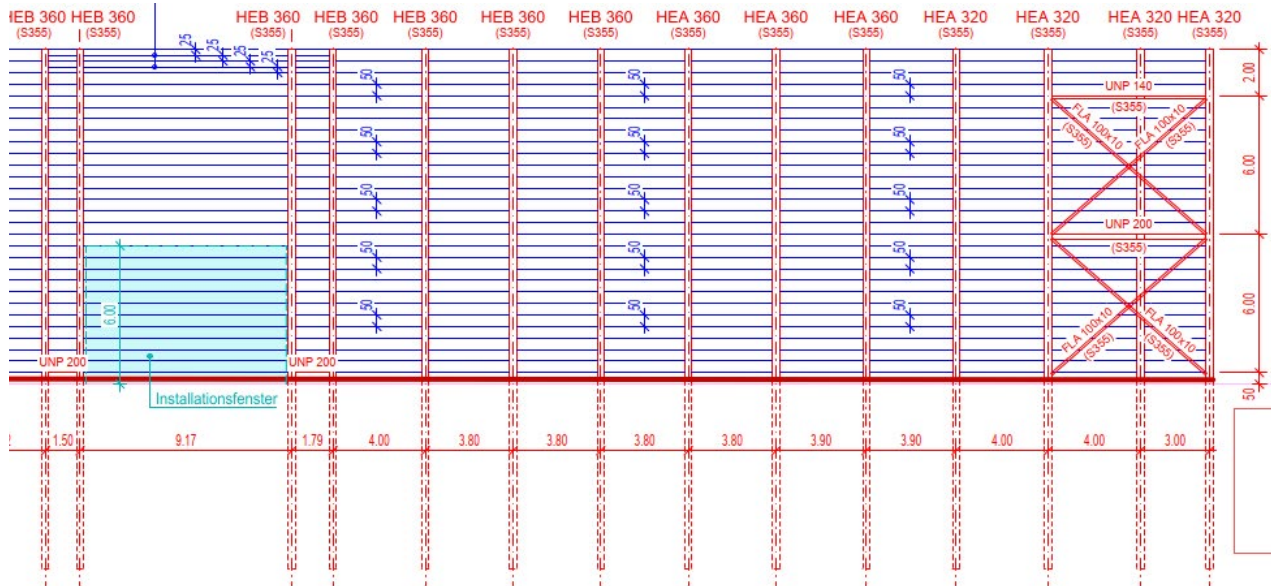 HEB 360 HEB 360 HEB 360 HEB 360 HEB 360 HEB 360 HEB 360 HEA 360 HEA 360 HEA 360 HEA 320 HEA 320 HEA 320 HEA 320
(S355) (S355) (S355) (S355) (S355) (S355) (S355) (S355) (S355) (S355) (S355) (S355) (S355) (S355)
25 25 25 25
2.00
50 50 50
UNP 140
(S355)
FLA 100x10 (S355)
FLA 100x10 (S355)
50 50 50
6.00
50 50 50
UNP 200
(S355)
50 50 50
6.00
6.00
50 50 50
FLA 100x10 (S355)
FLA 100x10 (S355)
UNP 200 UNP 200
Installationsfenster
50
1.50 9.17 1.79 4.00 3.80 3.80 3.80 3.80 3.90 3.90 4.00 4.00 3.00